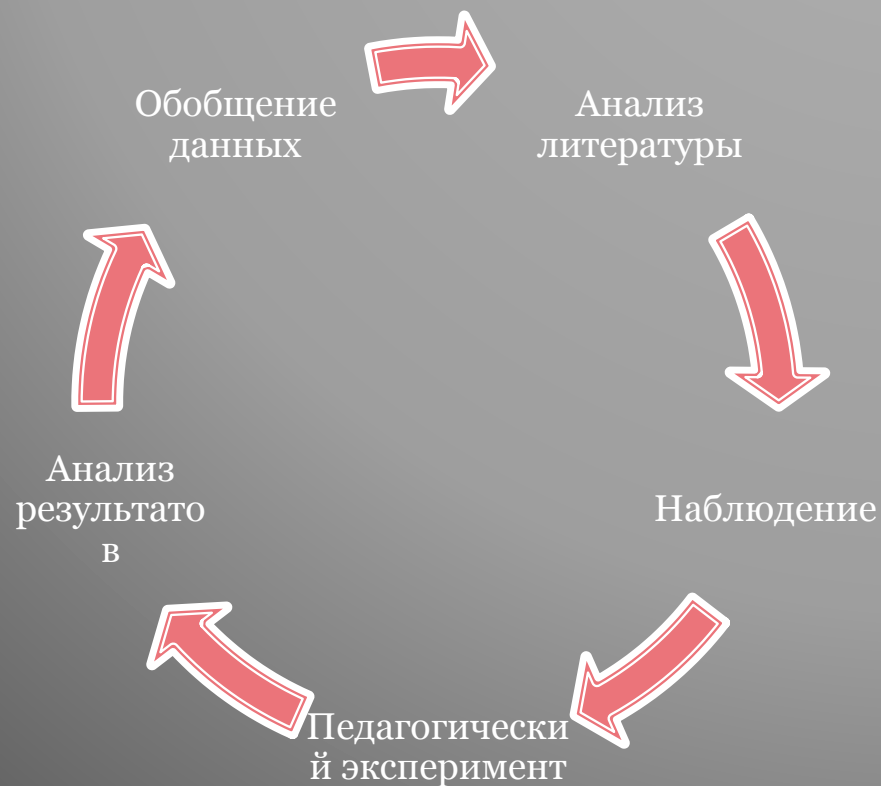 Обобщение
данных
Анализ
литературы
Наблюдение
Педагогически
й эксперимент
Анализ
результато
в